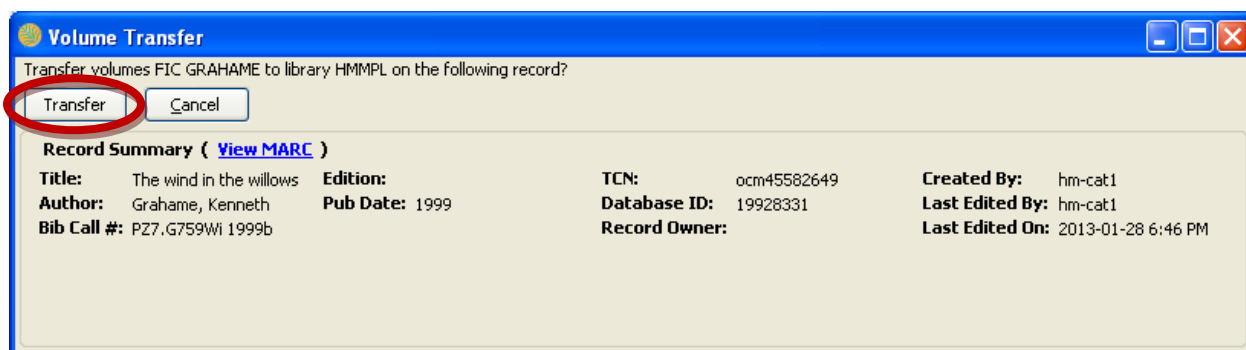 Volume Transfer
Transfer volumes FIC GRAHAME to library HMMPL on the following record?
Transfer Cancel
Record Summary ( View MARC )
Title: The wind in the willows Edition: TCN: ocm45582649 Created By: hm-cat1
Author: Grahame, Kenneth Pub Date: 1999 Database ID: 19928331 Last Edited By: hm-cat1
Bib Call #: PZ7.G759Wi 1999b Record Owner: Last Edited On: 2013-01-28 6:46 PM